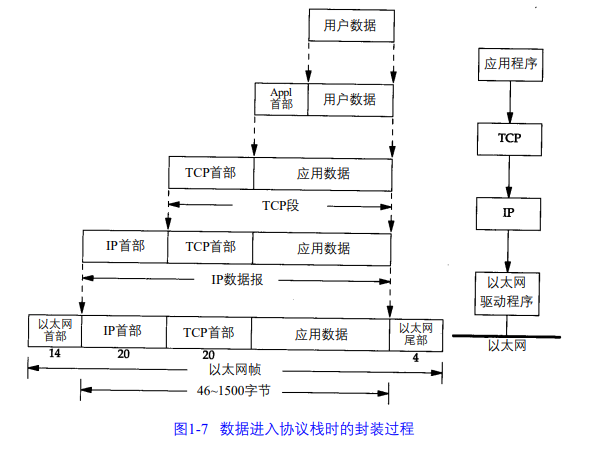 用户数据
应用程序
Appl
首部
用户数据
TCP
TCP首部
应用数据
TCP段
IP
IP首部
TCP首部
应用数据
IP数据报
以太网
驱动程序
以太网
首部
IP首部
TCP首部
应用数据
以太网
尾部
以太网
14
20
20
4
以太网帧
46~1500字节
图1-7 数据进入协议栈时的封装过程